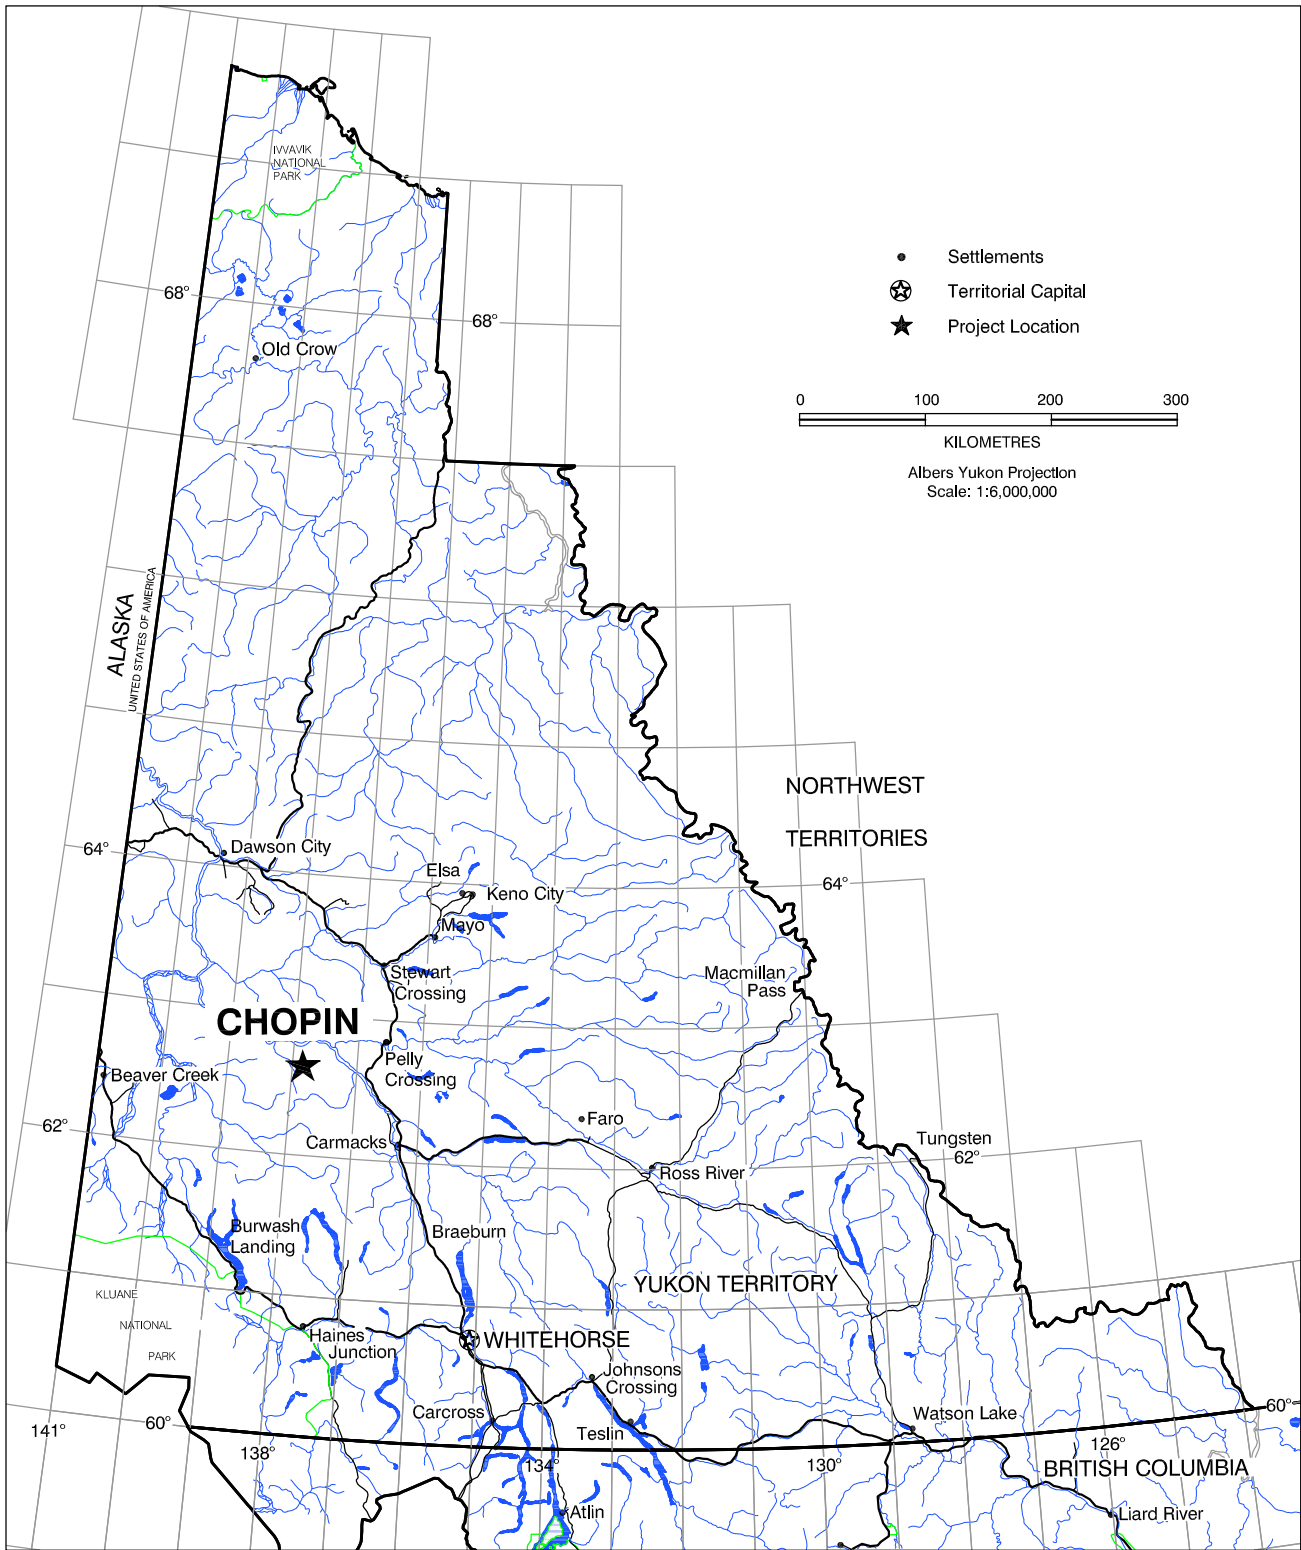 IVVAVIK
NATIONAL
PARK
Settlements
Territorial Capital
Project Location
68°
68°
Old Crow
0 100 200 300
KILOMETRES
Albers Yukon Projection
Scale: 1:6,000,000
ALASKA
UNITED STATES OF AMERICA
NORTHWEST
TERRITORIES
64°
Dawson City
Elsa
Keno City
64°
Mayo
Stewart
Crossing
Macmillan
Pass
CHOPIN
Pelly
Crossing
Beaver Creek
62°
Faro
Carmacks
Tungsten
62°
Ross River
Burwash
Landing
Braeburn
YUKON TERRITORY
KLUANE
NATIONAL
PARK
Haines
Junction
WHITEHORSE
Johnsons
Crossing
Carcross
Teslin
Watson Lake
60°
60°
141°
138°
134°
130°
126°
BRITISH COLUMBIA
Atlin
Liard River